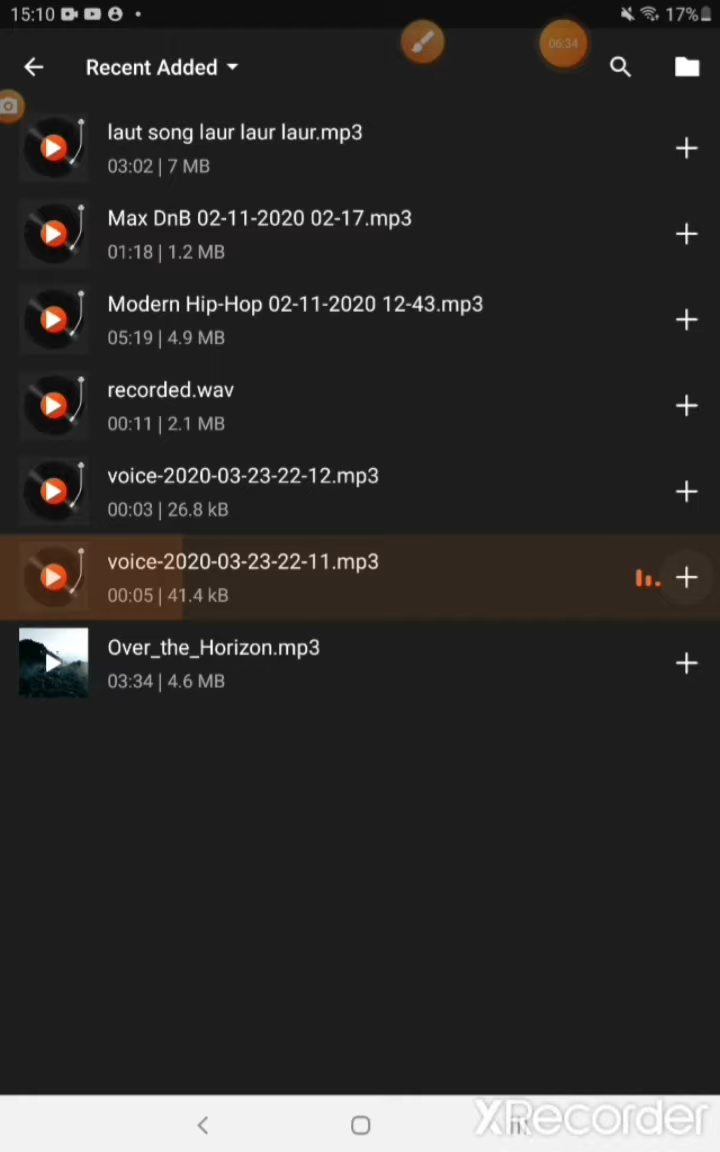 15:10
17%
06:34
Recent Added
laut song laur laur laur.mp3
03:02 | 7 MB
Max DnB 02-11-2020 02-17.mp3
01:18 | 1.2 MB
Modern Hip-Hop 02-11-2020 12-43.mp3
05:19 | 4.9 MB
recorded.wav
00:11 | 2.1 MB
voice-2020-03-23-22-12.mp3
00:03 | 26.8 kB
voice-2020-03-23-22-11.mp3
00:05 | 41.4 kB
Over_the_Horizon.mp3
03:34 | 4.6 MB
XRecorder